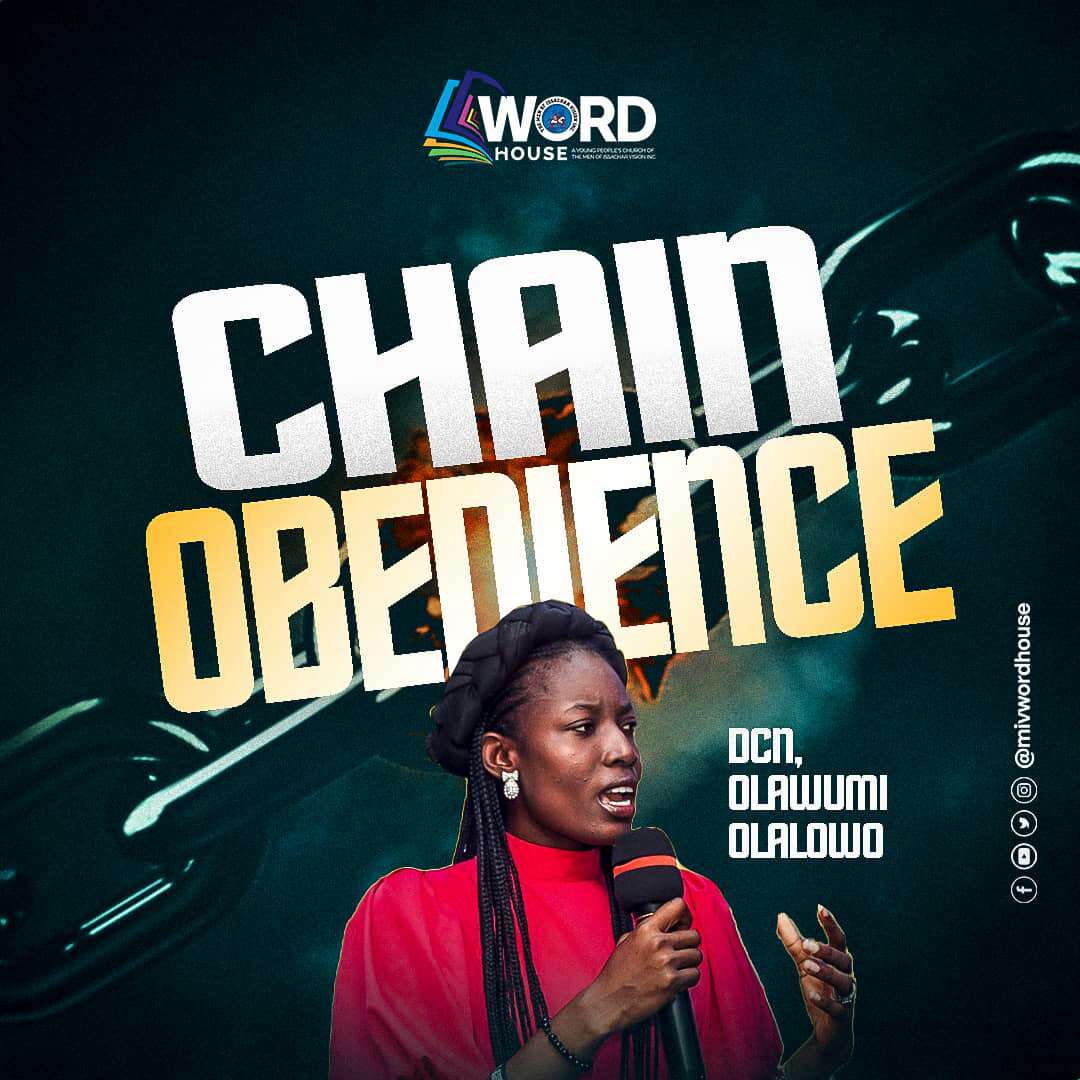 WORD
HOUSE
A YOUNG PEOPLE'S CHURCH OF
THE MEN OF ISSACHAR VISION INC
CHAIN
OBEDIENCE
DCN,
OLAWUMI
OLALOWO
@mivwordhouse